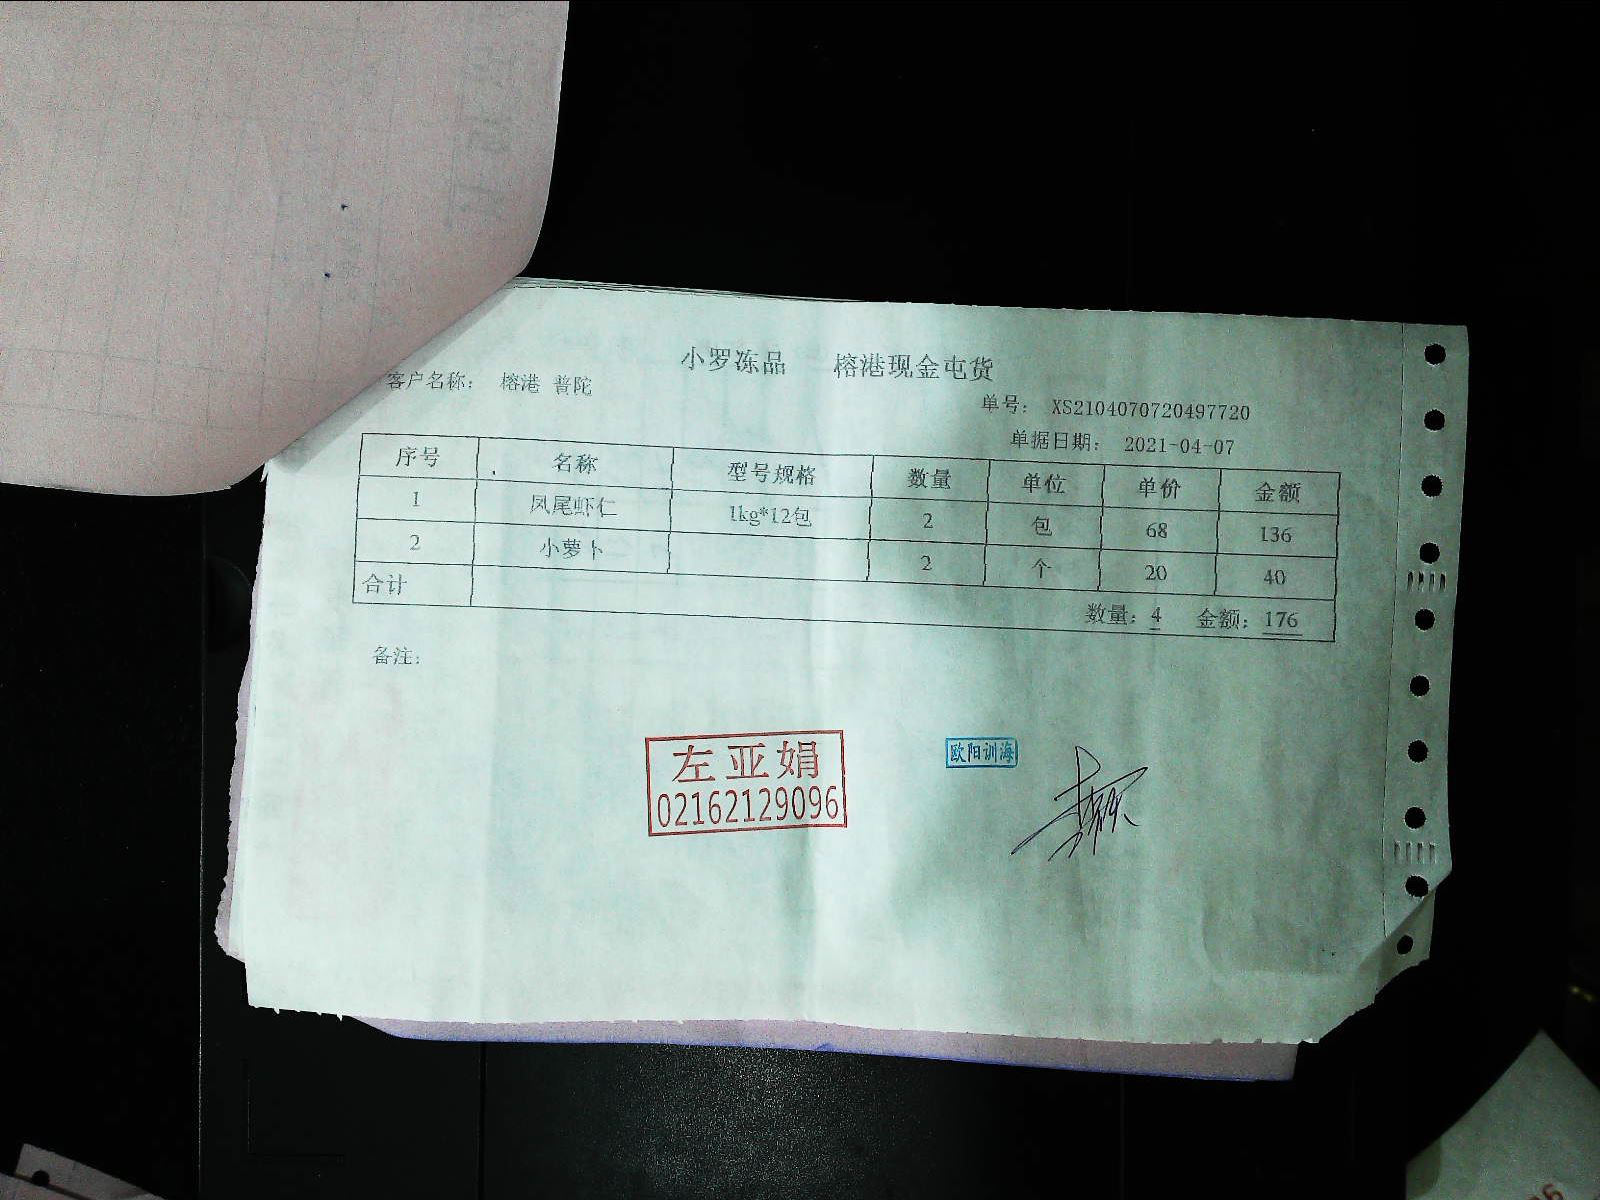 小罗冻品 榕港现金屯货
客户名称： 榕港 普陀
单号： XS2104070720497720
单据日期： 2021-04-07
序号 名称 型号规格 数量 单位 单价 金额
1 凤尾虾仁 1kg*12包 2 包 68 136
2 小萝卜 2 个 20 40
合计 数量：4 金额：176
备注：
左亚娟
02162129096
欧阳训海